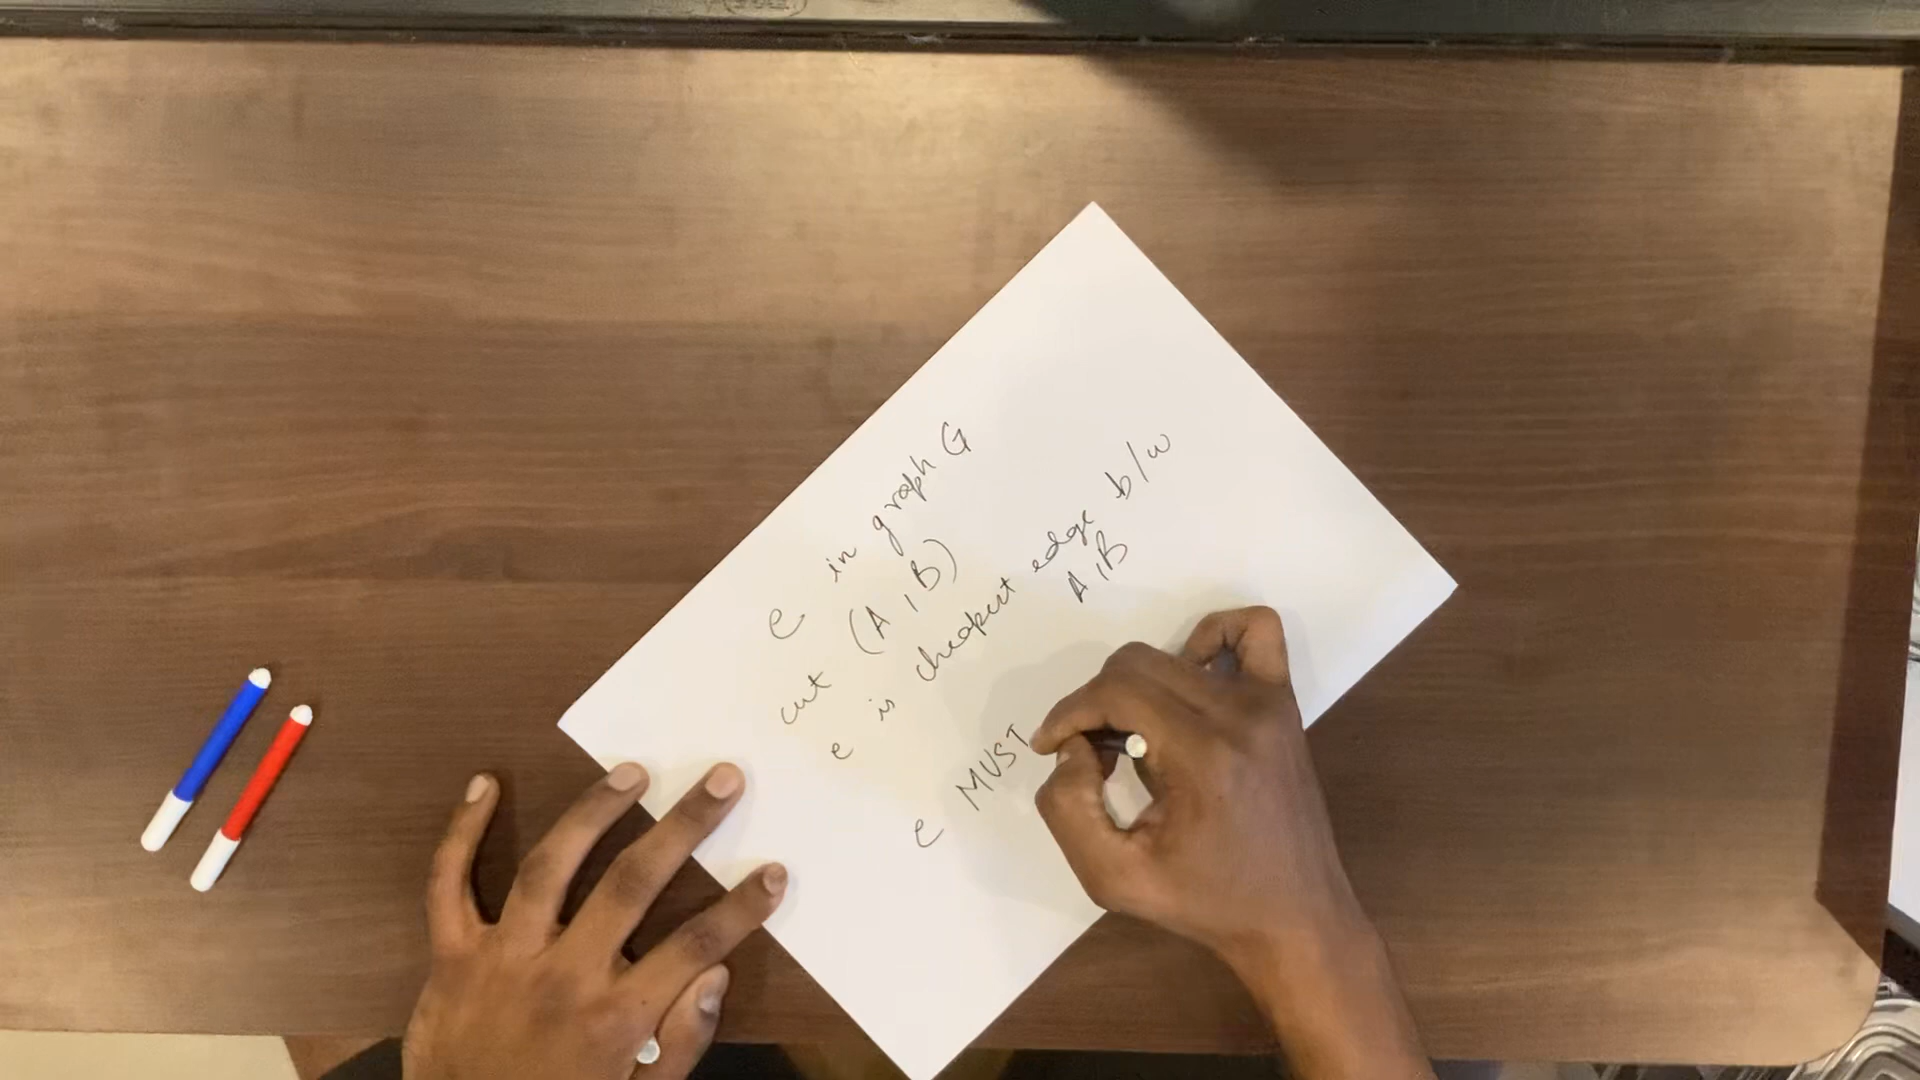 e in graph G
cut (A, B)
e is cheapest edge b/w
A, B
e MUST